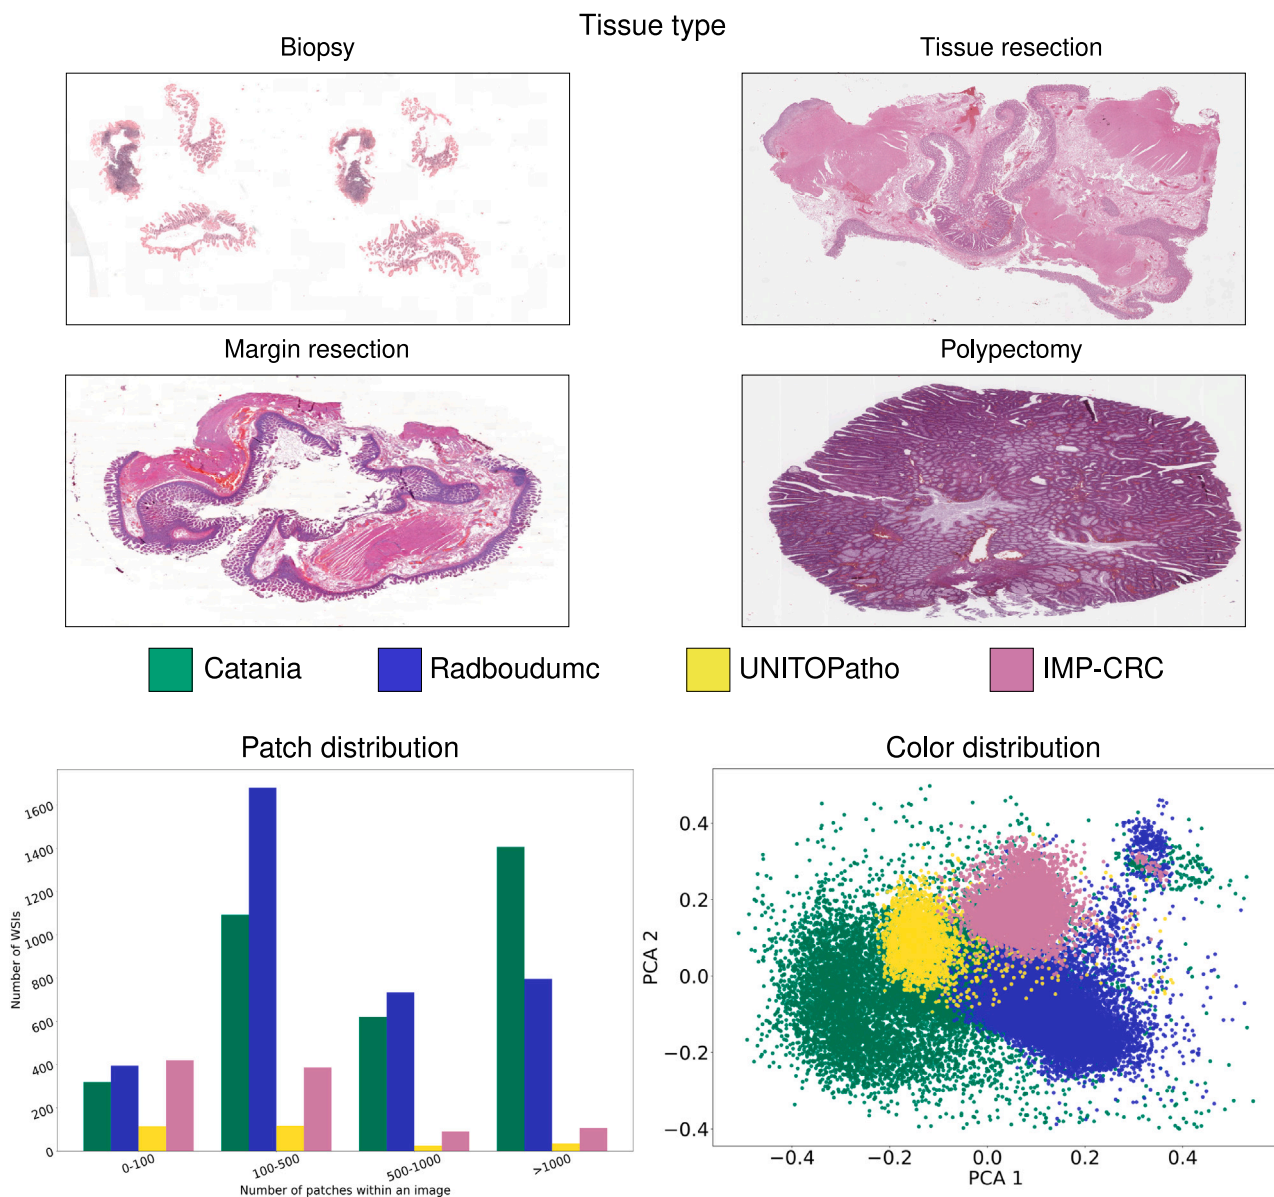 Tissue type
Biopsy
Tissue resection
Margin resection
Polypectomy
Catania
Radboudumc
UNITOPatho
IMP-CRC
Patch distribution
Number of WSIs
1600
1400
1200
1000
800
600
400
200
0
0-100
100-500
500-1000
>1000
Number of patches within an image
Color distribution
PCA 2
0.4
0.2
0.0
−0.2
−0.4
−0.4
−0.2
0.0
0.2
0.4
PCA 1